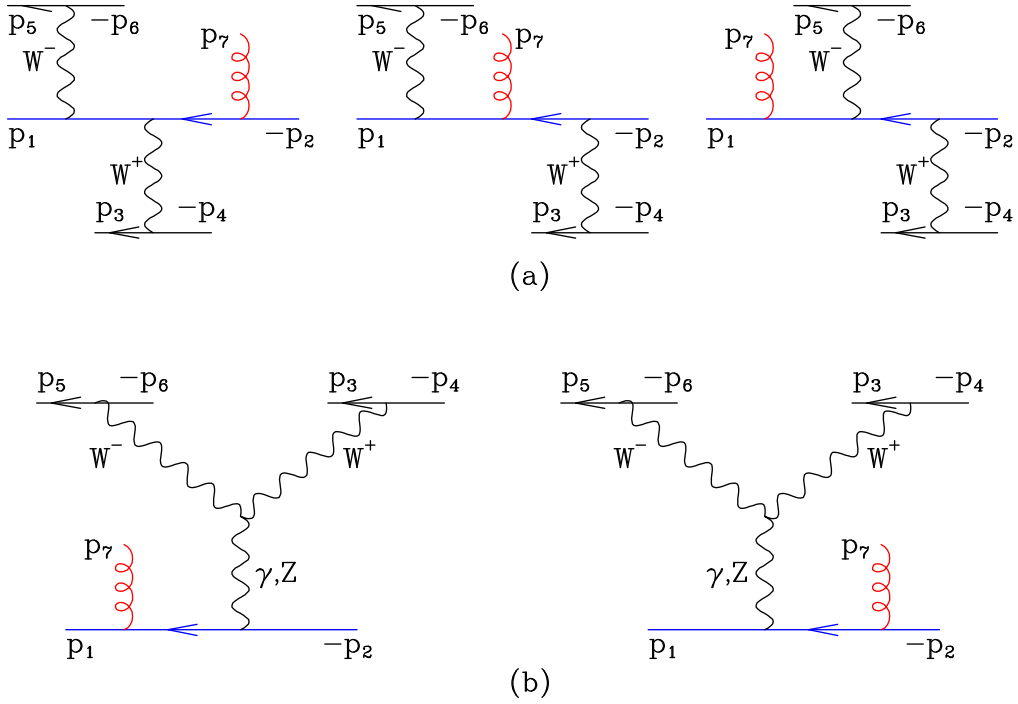 p₅ −p₆ p₇ p₅ −p₆ p₇ p₇ p₅ −p₆
W⁻ W⁻ W⁻
p₁ −p₂ p₁ −p₂ p₁ −p₂
W⁺ W⁺ W⁺
p₃ −p₄ p₃ −p₄ p₃ −p₄
(a)
p₅ −p₆ p₃ −p₄ p₅ −p₆ p₃ −p₄
W⁻ W⁺ W⁻ W⁺
p₇ γ,Z γ,Z p₇
p₁ −p₂ p₁ −p₂
(b)